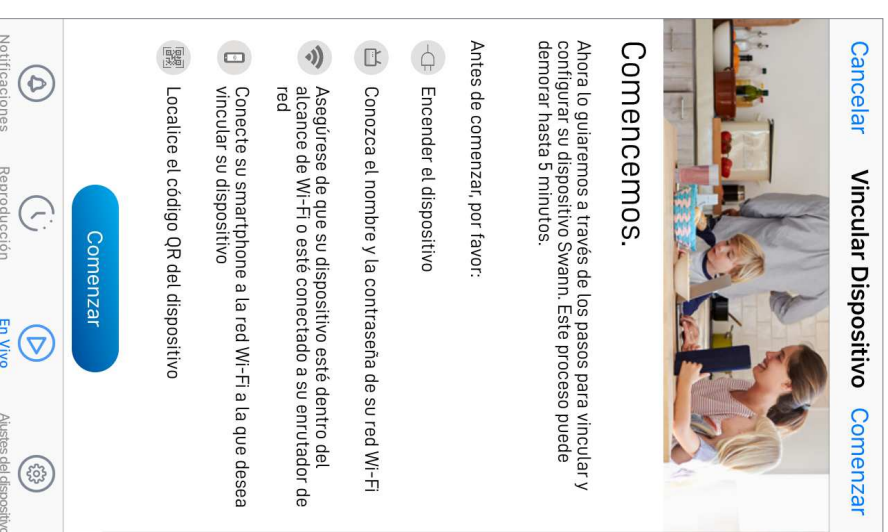 Cancelar Vincular Dispositivo Comenzar
Comencemos.
Ahora lo guiaremos a través de los pasos para vincular y
configurar su dispositivo Swann. Este proceso puede
demorar hasta 5 minutos.
Antes de comenzar, por favor:
Encender el dispositivo
Conozca el nombre y la contraseña de su red Wi-Fi
Asegúrese de que su dispositivo esté dentro del
alcance de Wi-Fi o esté conectado a su enrutador de
red
Conecte su smartphone a la red Wi-Fi a la que desea
vincular su dispositivo
Localice el código QR del dispositivo
Comenzar
Notificaciones Reproducción En Vivo Ajustes del dispositivo